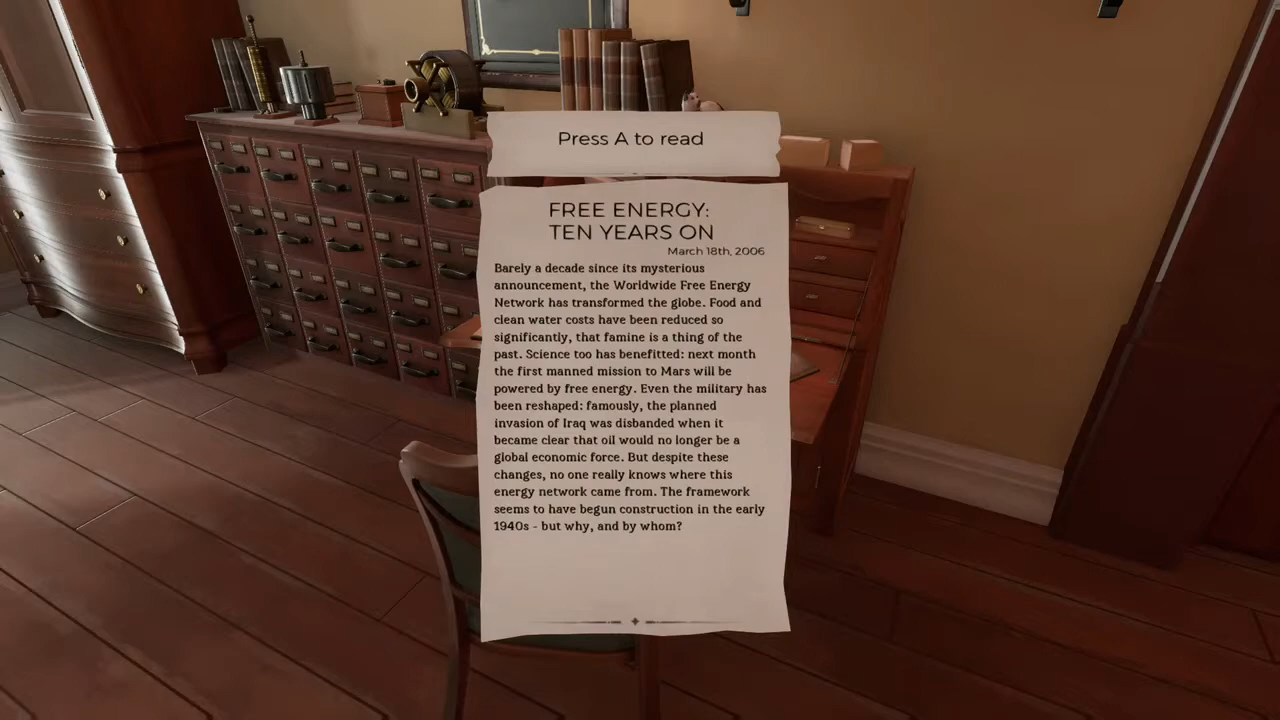 Press A to read
FREE ENERGY:
TEN YEARS ON
March 18th, 2006
Barely a decade since its mysterious
announcement, the Worldwide Free Energy
Network has transformed the globe. Food and
clean water costs have been reduced so
significantly, that famine is a thing of the
past. Science too has benefitted: next month
the first manned mission to Mars will be
powered by free energy. Even the military has
been reshaped: famously, the planned
invasion of Iraq was disbanded when it
became clear that oil would no longer be a
global economic force. But despite these
changes, no one really knows where this
energy network came from. The framework
seems to have begun construction in the early
1940s - but why, and by whom?